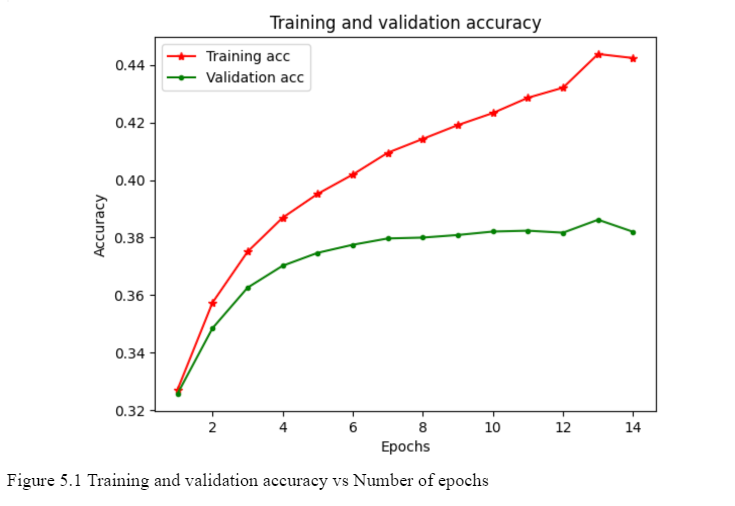 Training and validation accuracy
Training acc
Validation acc
0.44
0.42
0.40
0.38
0.36
0.34
0.32
Accuracy
2 4 6 8 10 12 14
Epochs
Figure 5.1 Training and validation accuracy vs Number of epochs